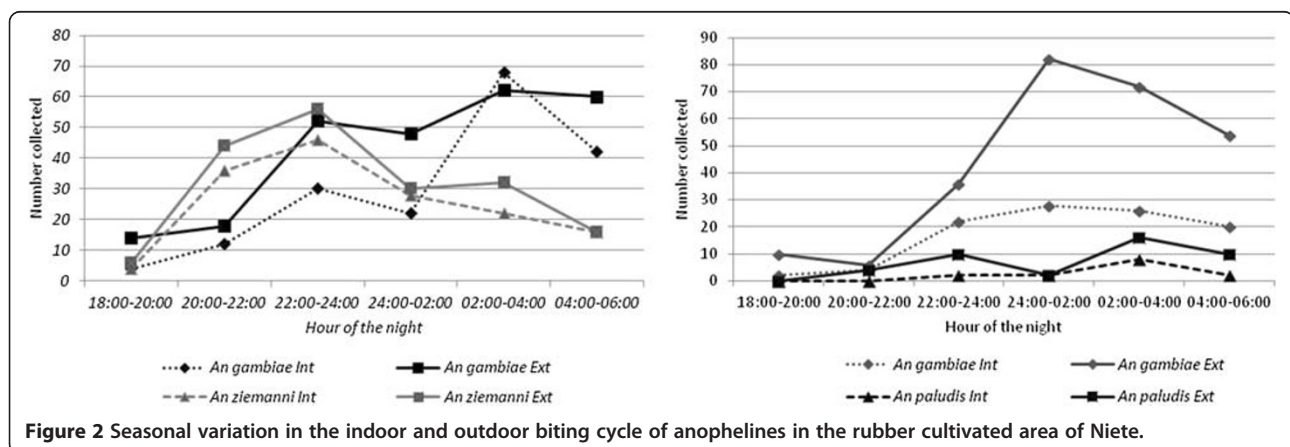 80
70
60
50
40
30
20
10
0
Number collected
18:00-20:00 20:00-22:00 22:00-24:00 24:00-02:00 02:00-04:00 04:00-06:00
Hour of the night
An gambiae Int An gambiae Ext
An ziemanni Int An ziemanni Ext
90
80
70
60
50
40
30
20
10
0
Number collected
18:00-20:00 20:00-22:00 22:00-24:00 24:00-02:00 02:00-04:00 04:00-06:00
Hour of the night
An gambiae Int An gambiae Ext
An paludis Int An paludis Ext
Figure 2 Seasonal variation in the indoor and outdoor biting cycle of anophelines in the rubber cultivated area of Niete.